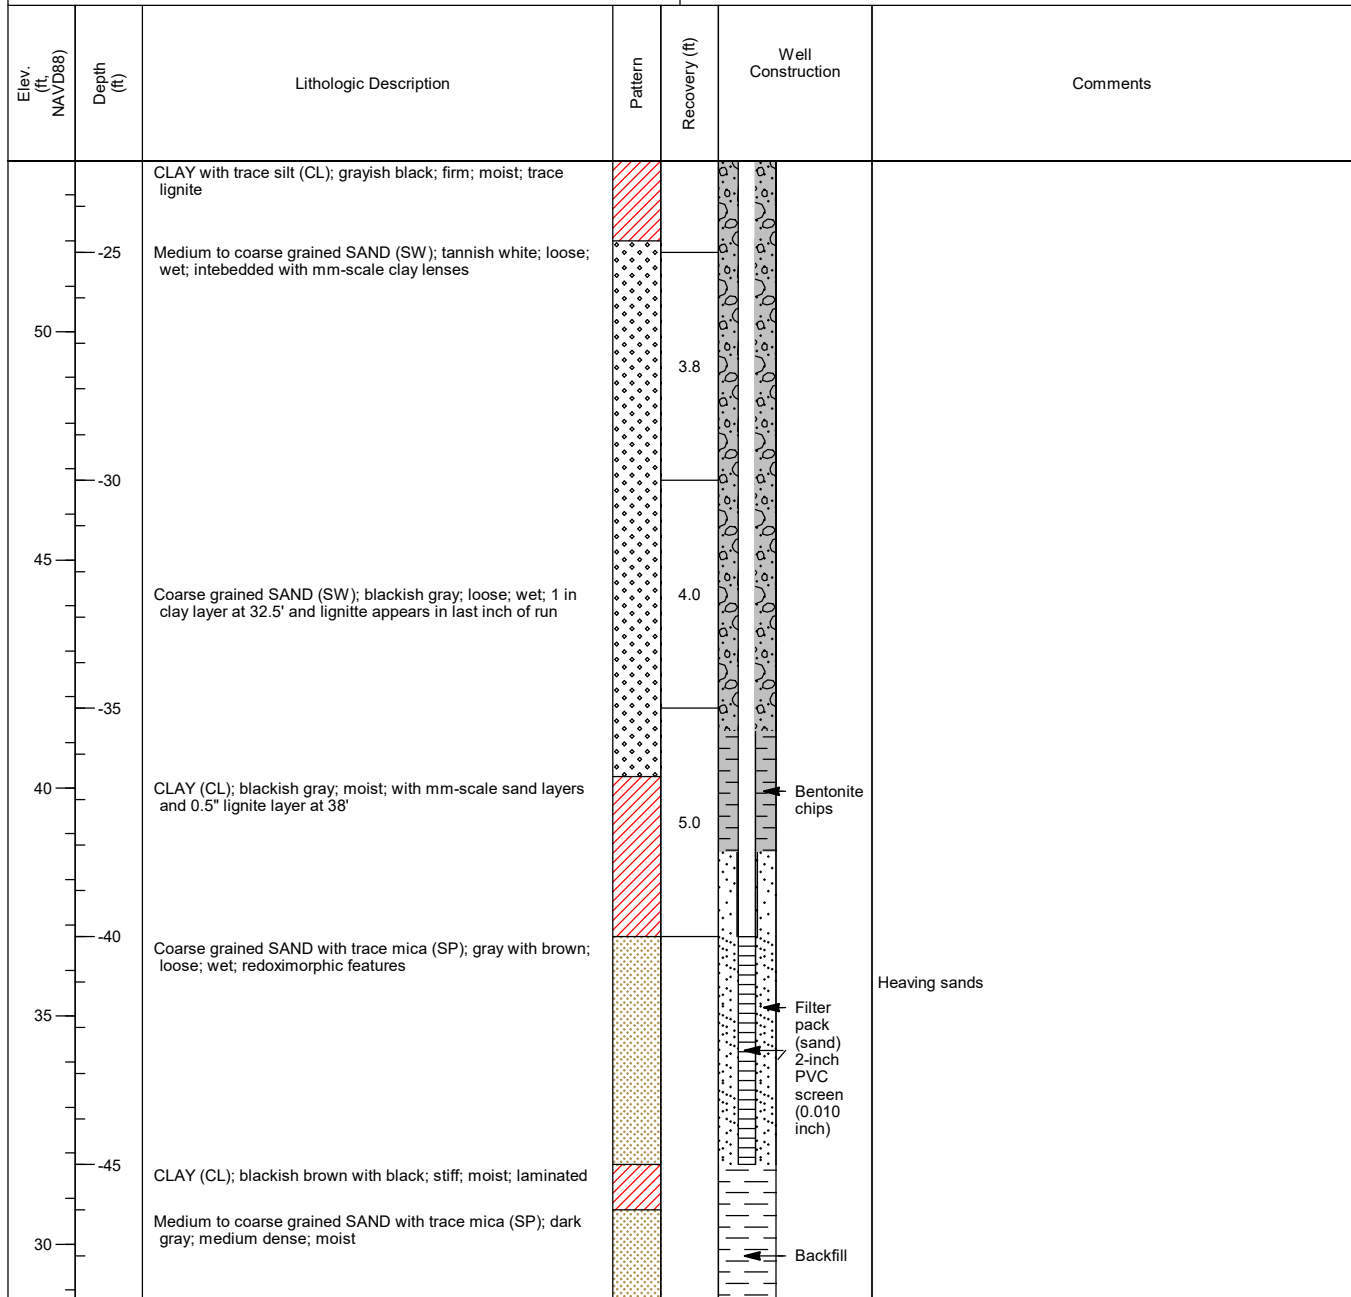 Elev.
(ft,
NAVD88)
Depth
(ft)
Lithologic Description
Pattern
Recovery (ft)
Well
Construction
Comments
CLAY with trace silt (CL); grayish black; firm; moist; trace
lignite
-25
Medium to coarse grained SAND (SW); tannish white; loose;
wet; intebedded with mm-scale clay lenses
50
3.8
-30
45
Coarse grained SAND (SW); blackish gray; loose; wet; 1 in
clay layer at 32.5' and lignitte appears in last inch of run
4.0
-35
40
CLAY (CL); blackish gray; moist; with mm-scale sand layers
and 0.5" lignite layer at 38'
5.0
Bentonite
chips
-40
Coarse grained SAND with trace mica (SP); gray with brown;
loose; wet; redoximorphic features
Heaving sands
35
Filter
pack
(sand)
2-inch
PVC
screen
(0.010
inch)
-45
CLAY (CL); blackish brown with black; stiff; moist; laminated
Medium to coarse grained SAND with trace mica (SP); dark
gray; medium dense; moist
30
Backfill